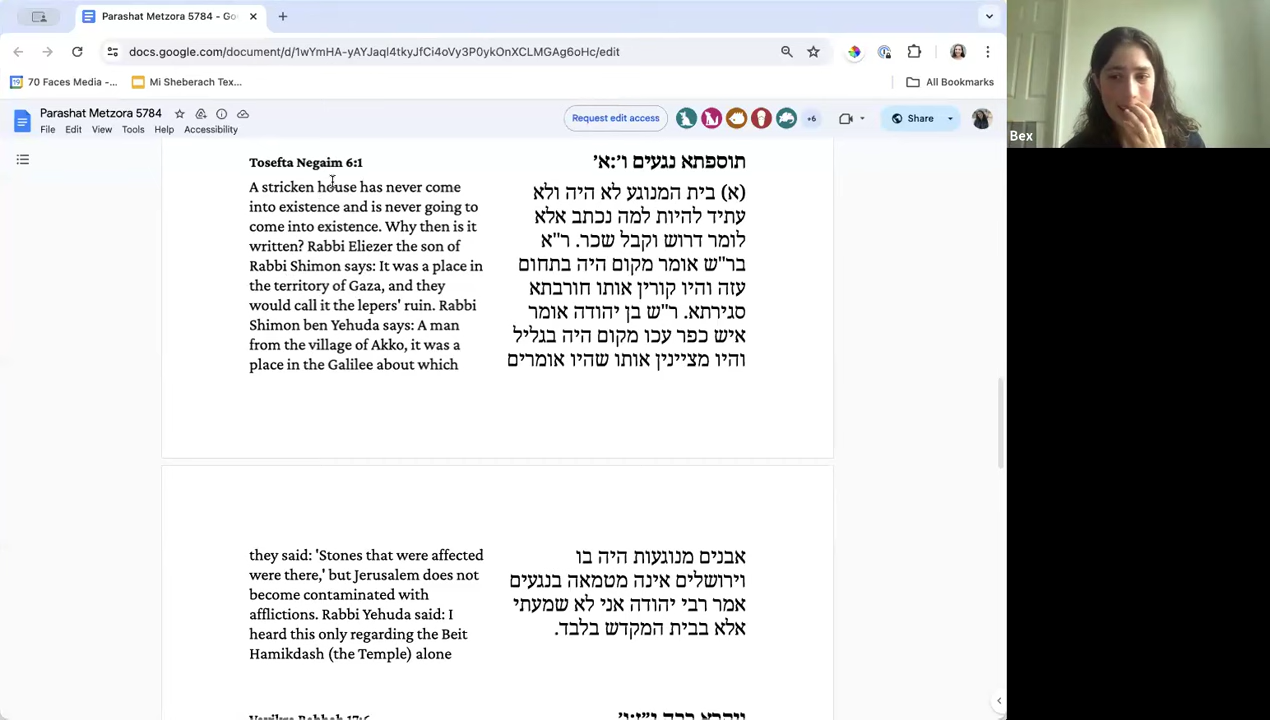 Parashat Metzora 5784 - Go
docs.google.com/document/d/1wYmHA-yAYJaql4tkyJfCi4oVy3P0ykOnXCLMGAg6oHc/edit
70 Faces Media -...
Mi Sheberach Tex...
All Bookmarks
Parashat Metzora 5784
File Edit View Tools Help Accessibility
Request edit access
+6
Share
Bex
Tosefta Negaim 6:1
A stricken house has never come
into existence and is never going to
come into existence. Why then is it
written? Rabbi Eliezer the son of
Rabbi Shimon says: It was a place in
the territory of Gaza, and they
would call it the lepers' ruin. Rabbi
Shimon ben Yehuda says: A man
from the village of Akko, it was a
place in the Galilee about which
תוספתא נגעים ו׳:א׳
(א) בית המנוגע לא היה ולא
עתיד להיות למה נכתב אלא
לומר דרוש וקבל שכר. ר"א
בר"ש אומר מקום היה בתחום
עזה והיו קורין אותו חורבתא
סגירתא. ר"ש בן יהודה אומר
איש כפר עכו מקום היה בגליל
והיו מציינין אותו שהיו אומרים
they said: 'Stones that were affected
were there,' but Jerusalem does not
become contaminated with
afflictions. Rabbi Yehuda said: I
heard this only regarding the Beit
Hamikdash (the Temple) alone
אבנים מנוגעות היה בו
וירושלים אינה מטמאה בנגעים
אמר רבי יהודה אני לא שמעתי
אלא בבית המקדש בלבד.
Vayikra Rabbah 17:6
ויקרא רבה י״ז:ו׳